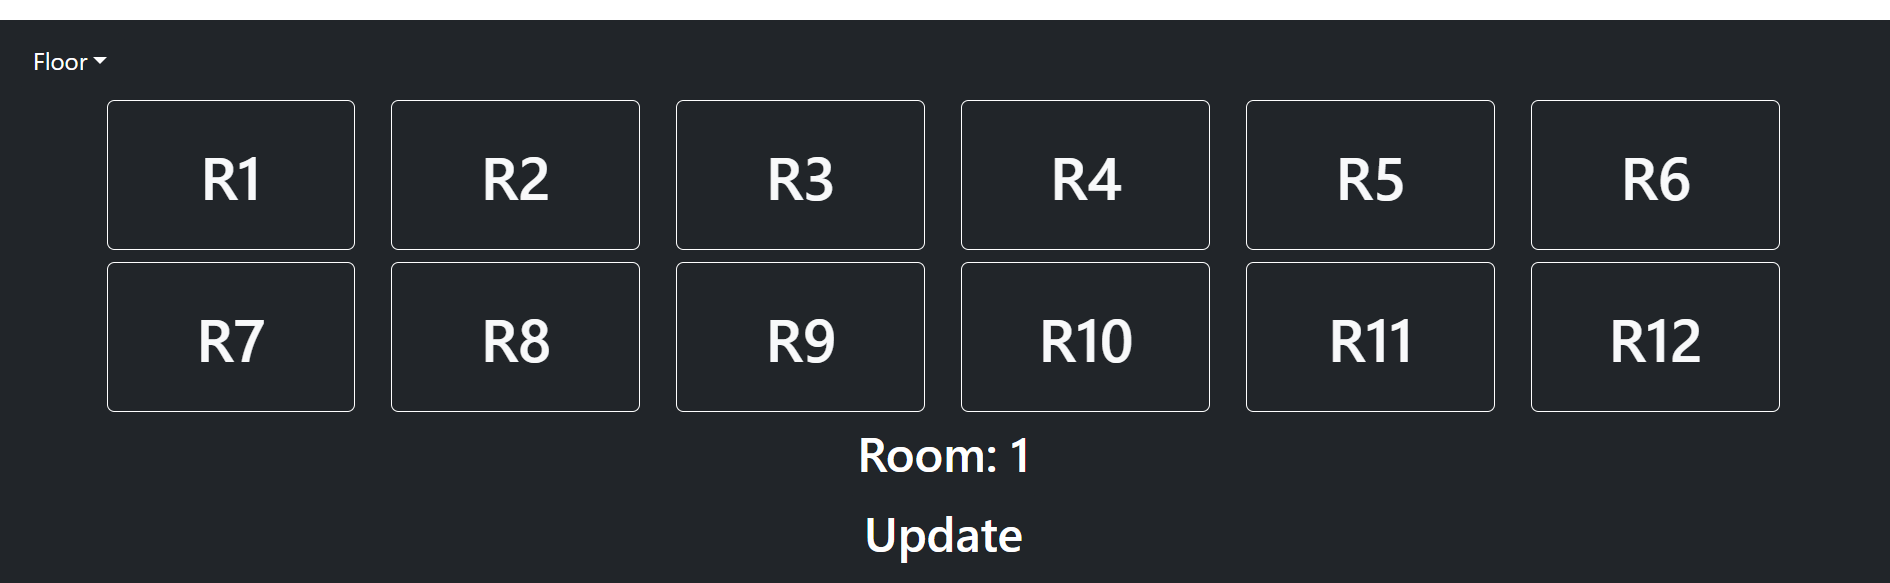 Floor
R1 R2 R3 R4 R5 R6
R7 R8 R9 R10 R11 R12
Room: 1
Update